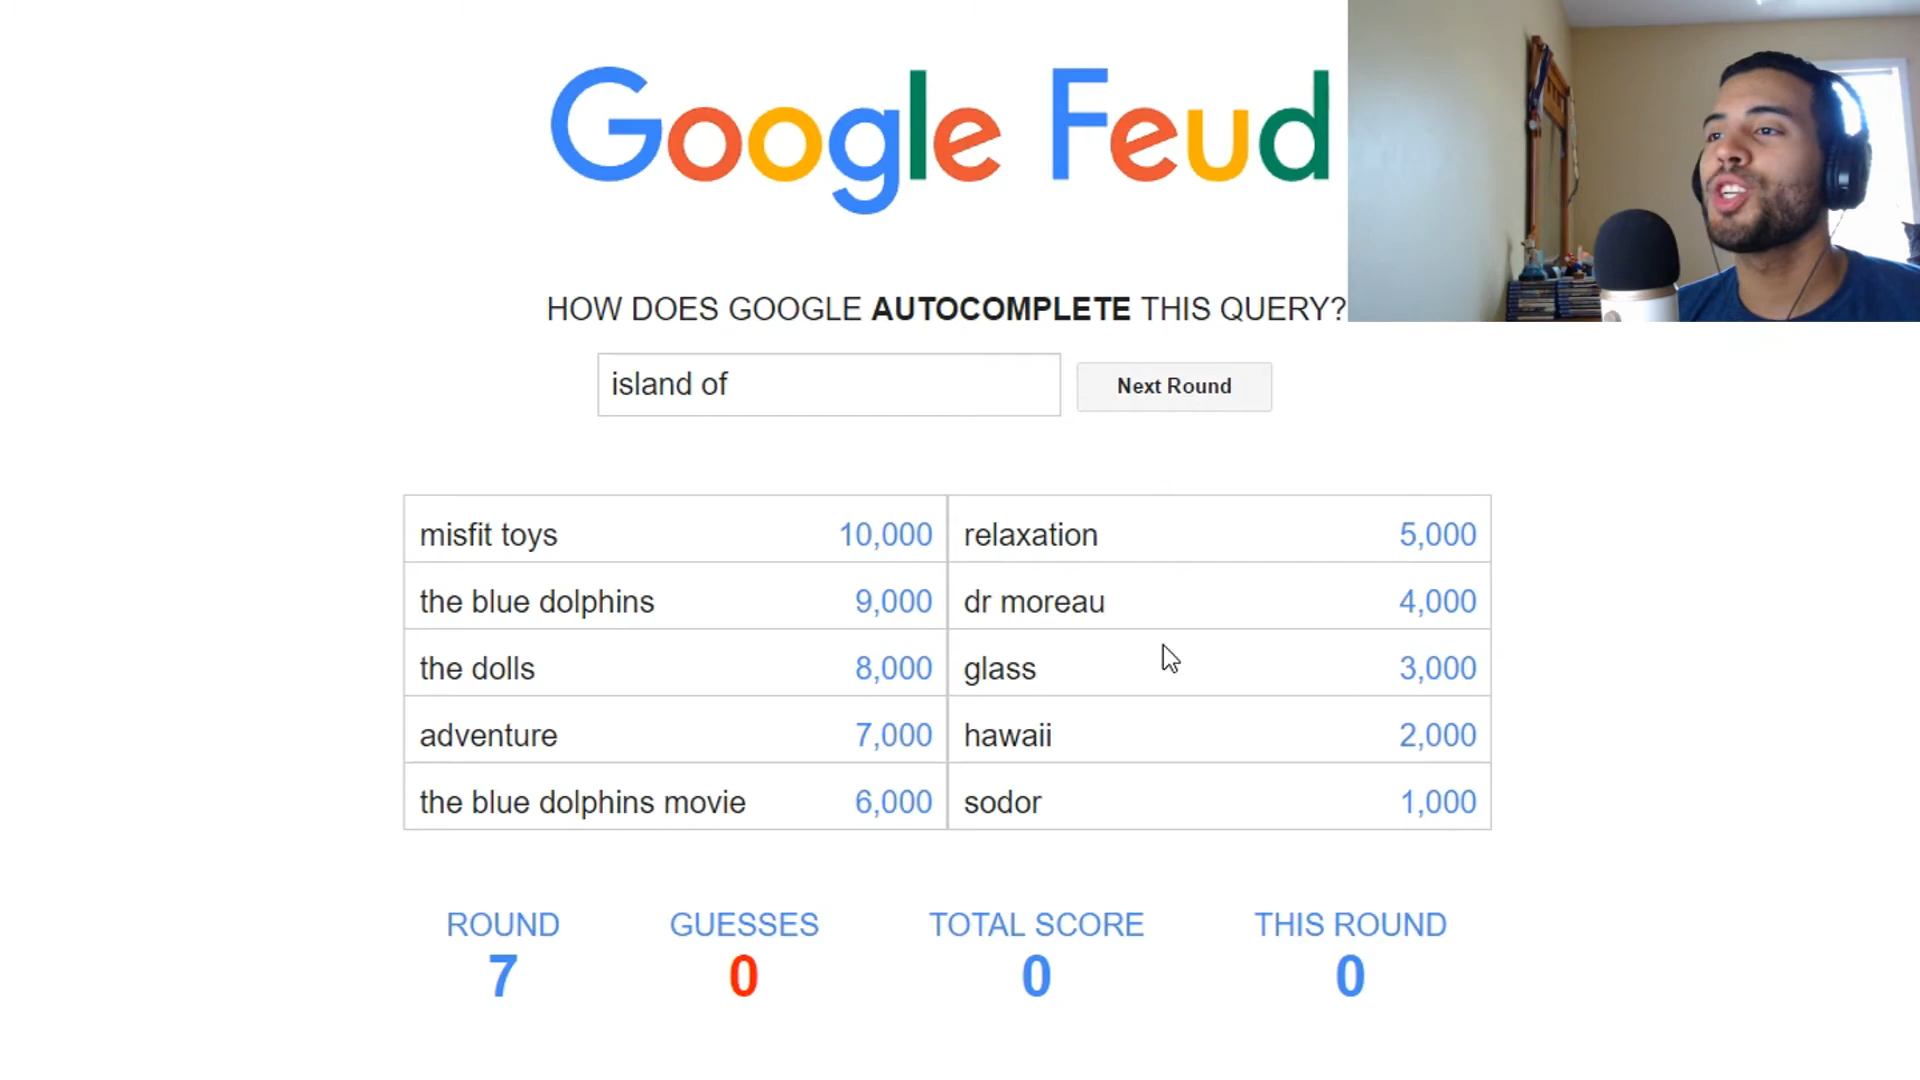 Google Feud
HOW DOES GOOGLE AUTOCOMPLETE THIS QUERY?
island of
Next Round
misfit toys 10,000
relaxation 5,000
the blue dolphins 9,000
dr moreau 4,000
the dolls 8,000
glass 3,000
adventure 7,000
hawaii 2,000
the blue dolphins movie 6,000
sodor 1,000
ROUND GUESSES TOTAL SCORE THIS ROUND
7 0 0 0